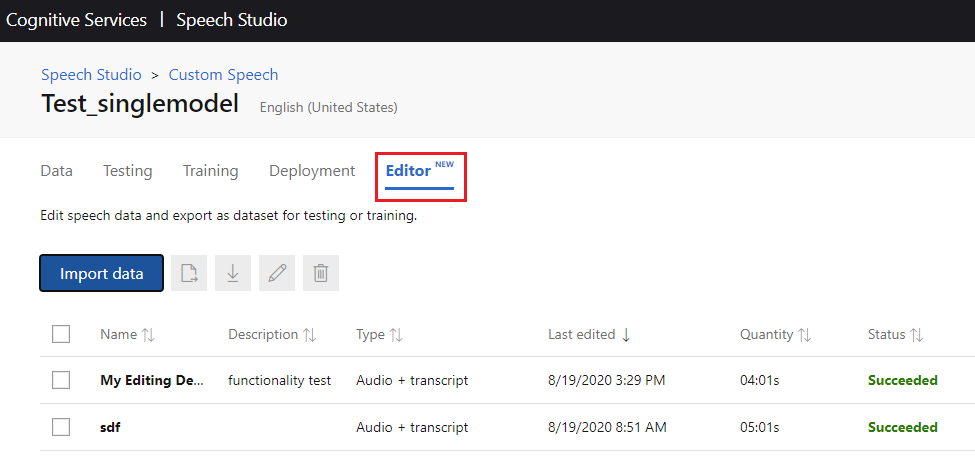 Cognitive Services | Speech Studio
Speech Studio > Custom Speech
Test_singlemodel English (United States)
Data Testing Training Deployment Editor NEW
Edit speech data and export as dataset for testing or training.
Import data
Name Description Type Last edited Quantity Status
My Editing De... functionality test Audio + transcript 8/19/2020 3:29 PM 04:01s Succeeded
sdf Audio + transcript 8/19/2020 8:51 AM 05:01s Succeeded